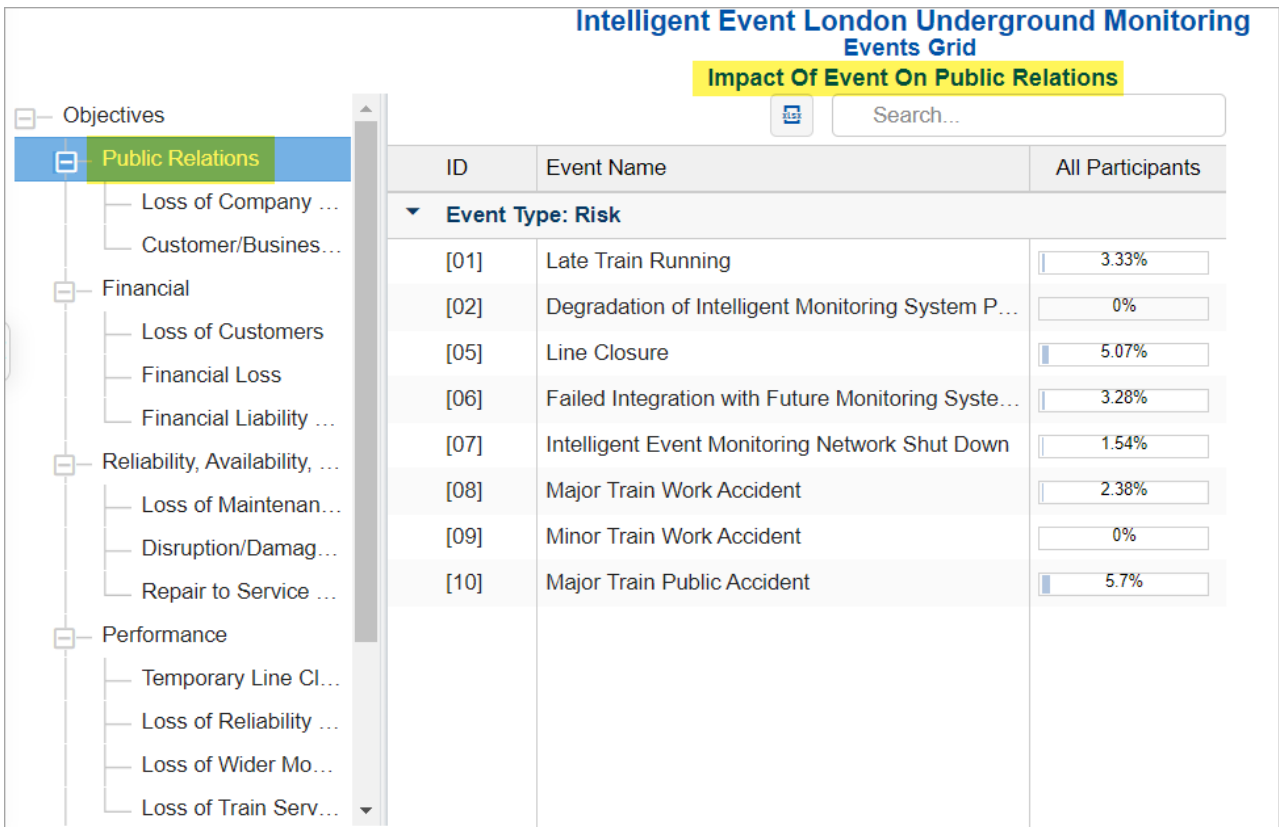 Intelligent Event London Underground Monitoring
Events Grid
Impact Of Event On Public Relations
Search...
Objectives
Public Relations
Loss of Company ...
Customer/Busines...
Financial
Loss of Customers
Financial Loss
Financial Liability ...
Reliability, Availability, ...
Loss of Maintenan...
Disruption/Damag...
Repair to Service ...
Performance
Temporary Line Cl...
Loss of Reliability ...
Loss of Wider Mo...
Loss of Train Serv...
ID Event Name All Participants
Event Type: Risk
[01] Late Train Running 3.33%
[02] Degradation of Intelligent Monitoring System P... 0%
[05] Line Closure 5.07%
[06] Failed Integration with Future Monitoring Syste... 3.28%
[07] Intelligent Event Monitoring Network Shut Down 1.54%
[08] Major Train Work Accident 2.38%
[09] Minor Train Work Accident 0%
[10] Major Train Public Accident 5.7%